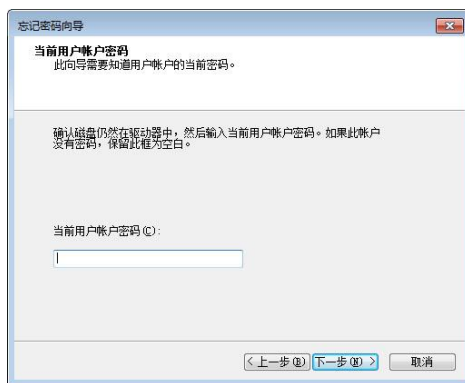 忘记密码向导
当前用户帐户密码
此向导需要知道用户帐户的当前密码。
确认磁盘仍然在驱动器中，然后输入当前用户帐户密码。如果此帐户
没有密码，保留此框为空白。
当前用户帐户密码(C):
<上一步(B) 下一步(N)> 取消